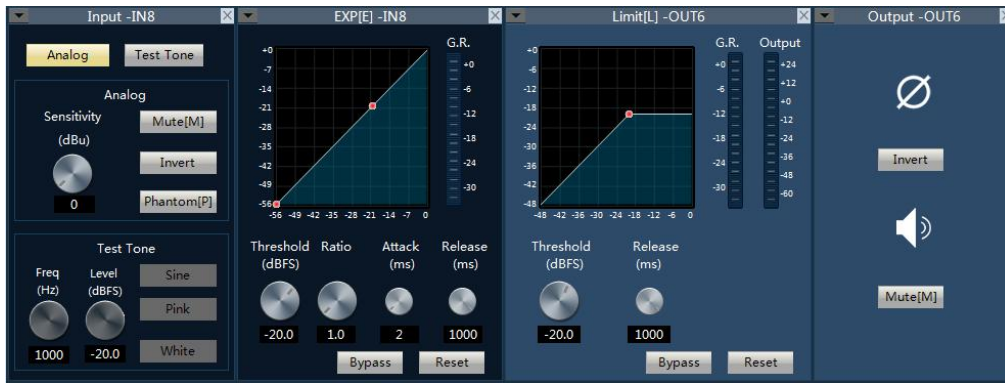 Input -IN8
Analog Test Tone
Analog
Sensitivity
(dBu)
0
Mute[M]
Invert
Phantom[P]
Test Tone
Freq
(Hz)
1000
Level
(dBFS)
-20.0
Sine
Pink
White
EXP[E] -IN8
+0
-7
-14
-21
-28
-35
-42
-49
-56
-56 -49 -42 -35 -28 -21 -14 -7 0
G.R.
+0
-6
-12
-18
-24
-30
Threshold
(dBFS)
-20.0
Ratio
1.0
Attack
(ms)
2
Release
(ms)
1000
Bypass Reset
Limit[L] -OUT6
+0
-6
-12
-18
-24
-30
-36
-42
-48
-48 -42 -36 -30 -24 -18 -12 -6 0
G.R.
+0
-6
-12
-18
-24
-30
Output
+24
+12
+0
-12
-24
-36
-48
-60
Threshold
(dBFS)
-20.0
Release
(ms)
1000
Bypass Reset
Output -OUT6
Invert
Mute[M]